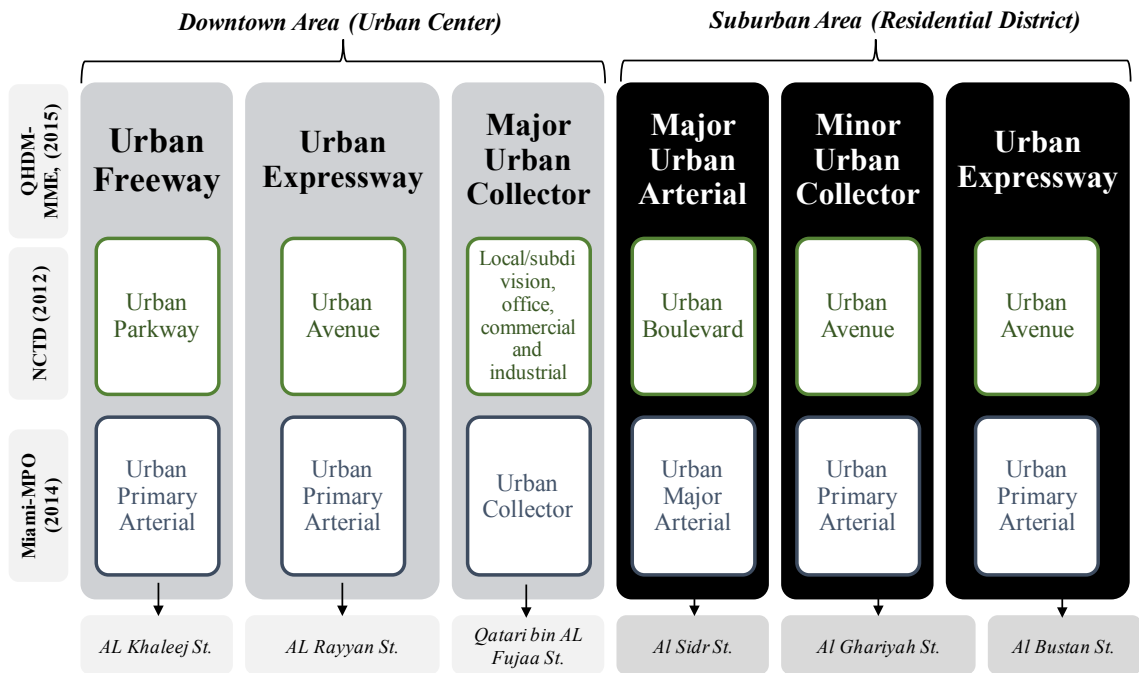 Downtown Area (Urban Center)
Suburban Area (Residential District)
QHDM-
MME, (2015)
Urban
Freeway
Urban
Expressway
Major
Urban
Collector
Major
Urban
Arterial
Minor
Urban
Collector
Urban
Expressway
NCTD (2012)
Urban
Parkway
Urban
Avenue
Local/subdi
vision,
office,
commercial
and
industrial
Urban
Boulevard
Urban
Avenue
Urban
Avenue
Miami-MPO
(2014)
Urban
Primary
Arterial
Urban
Primary
Arterial
Urban
Collector
Urban
Major
Arterial
Urban
Primary
Arterial
Urban
Primary
Arterial
AL Khaleej St.
AL Rayyan St.
Qatari bin AL
Fujaa St.
Al Sidr St.
Al Ghariyah St.
Al Bustan St.